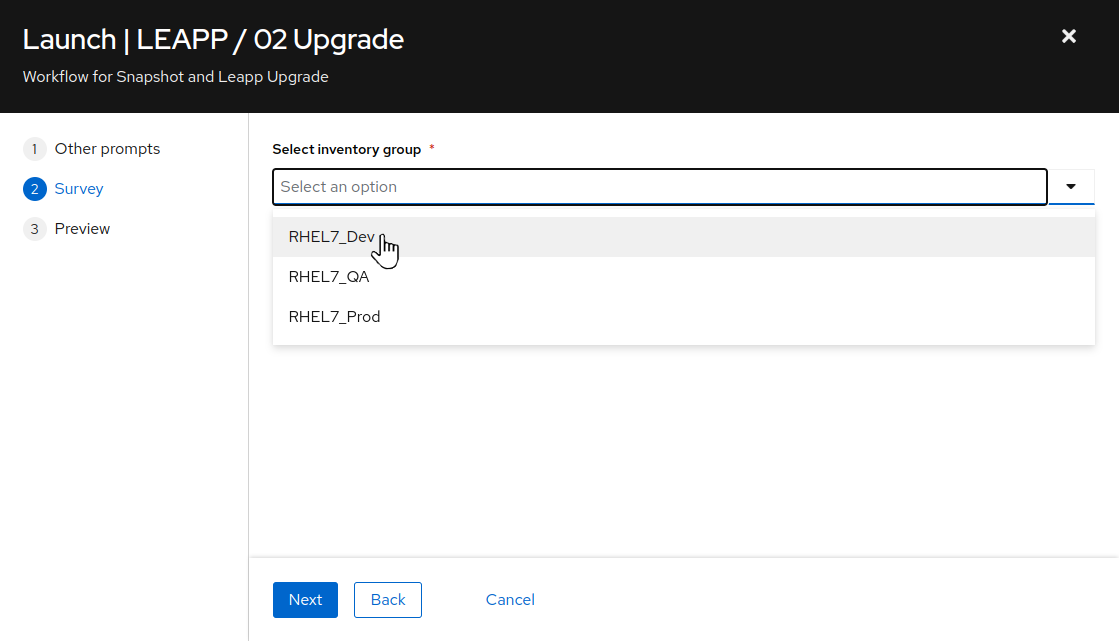 Launch | LEAPP / 02 Upgrade
Workflow for Snapshot and Leapp Upgrade
1 Other prompts
2 Survey
3 Preview
Select inventory group *
Select an option
RHEL7_Dev
RHEL7_QA
RHEL7_Prod
Next Back Cancel